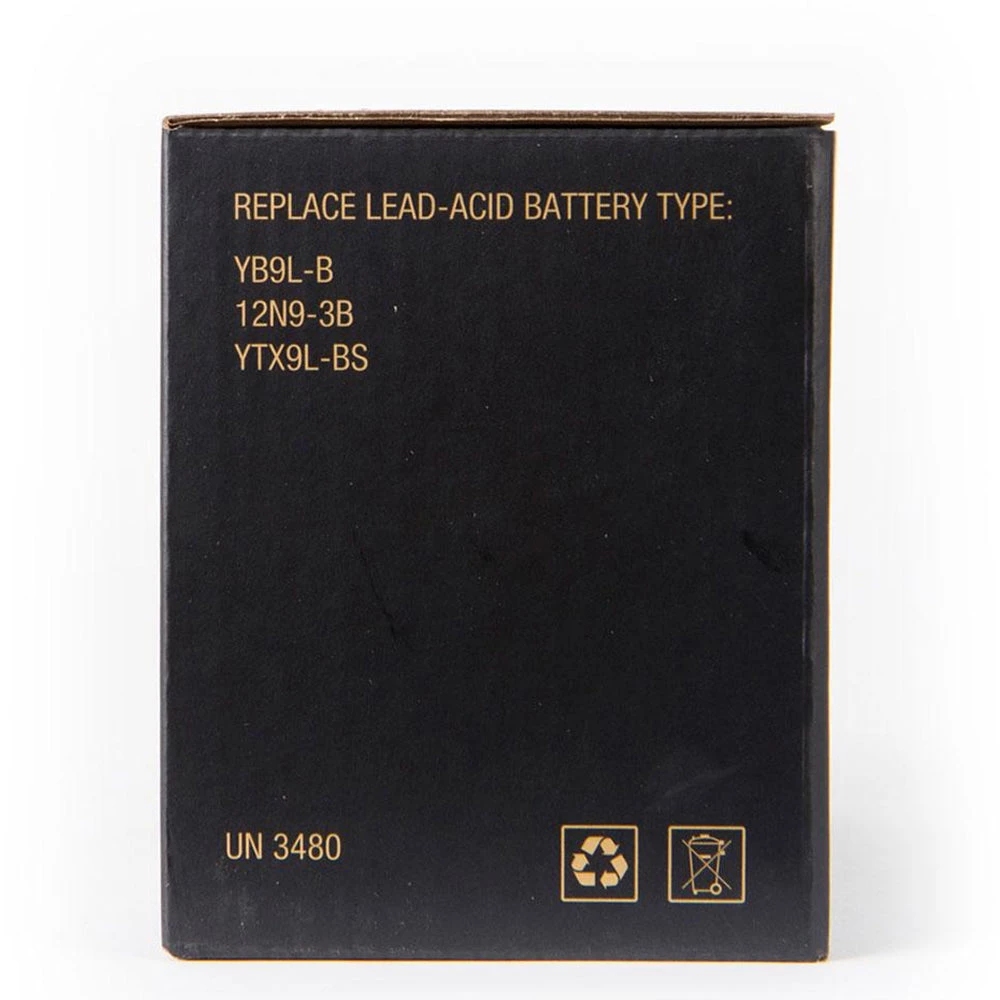 REPLACE LEAD-ACID BATTERY TYPE:
YB9L-B
12N9-3B
YTX9L-BS
UN 3480